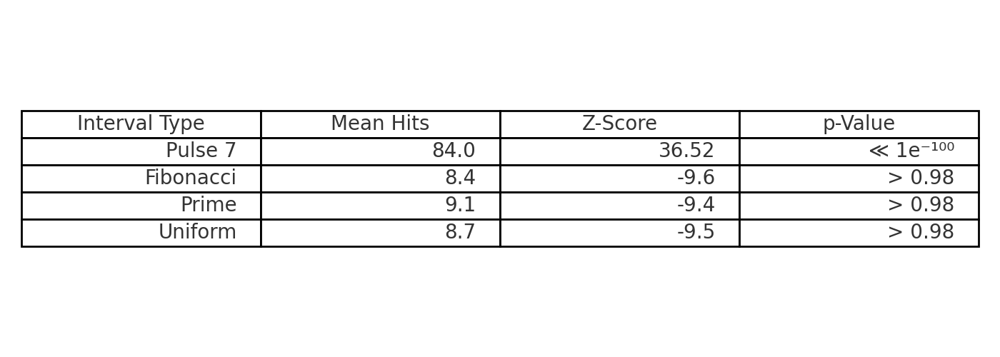 Interval Type Mean Hits Z-Score p-Value
Pulse 7 84.0 36.52 ≪ 1e⁻¹⁰⁰
Fibonacci 8.4 -9.6 > 0.98
Prime 9.1 -9.4 > 0.98
Uniform 8.7 -9.5 > 0.98